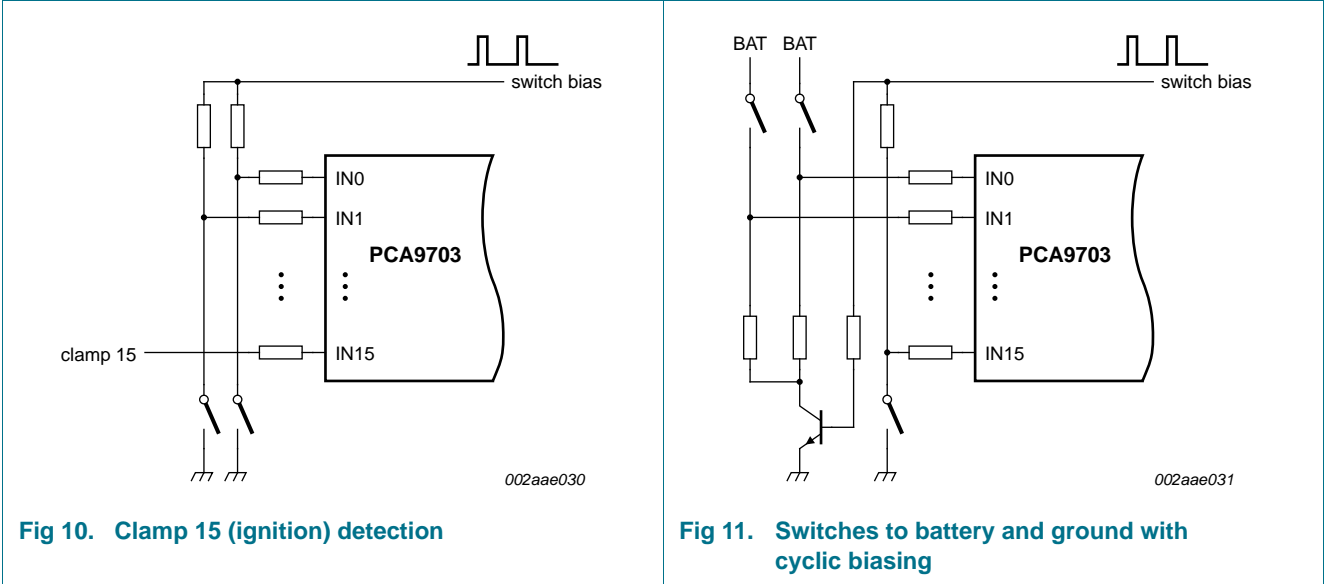 switch bias
IN0
IN1
PCA9703
clamp 15
IN15
002aae030
Fig 10. Clamp 15 (ignition) detection
BAT BAT
switch bias
IN0
IN1
PCA9703
IN15
002aae031
Fig 11. Switches to battery and ground with
cyclic biasing